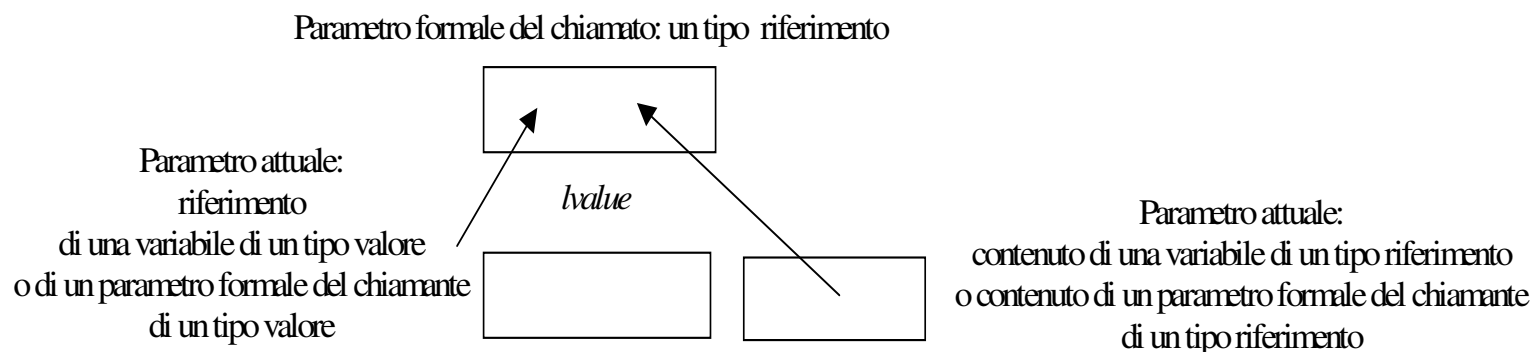 Parametro formale del chiamato: un tipo riferimento
Parametro attuale:
riferimento
di una variabile di un tipo valore
o di un parametro formale del chiamante
di un tipo valore
lvalue
Parametro attuale:
contenuto di una variabile di un tipo riferimento
o contenuto di un parametro formale del chiamante
di un tipo riferimento